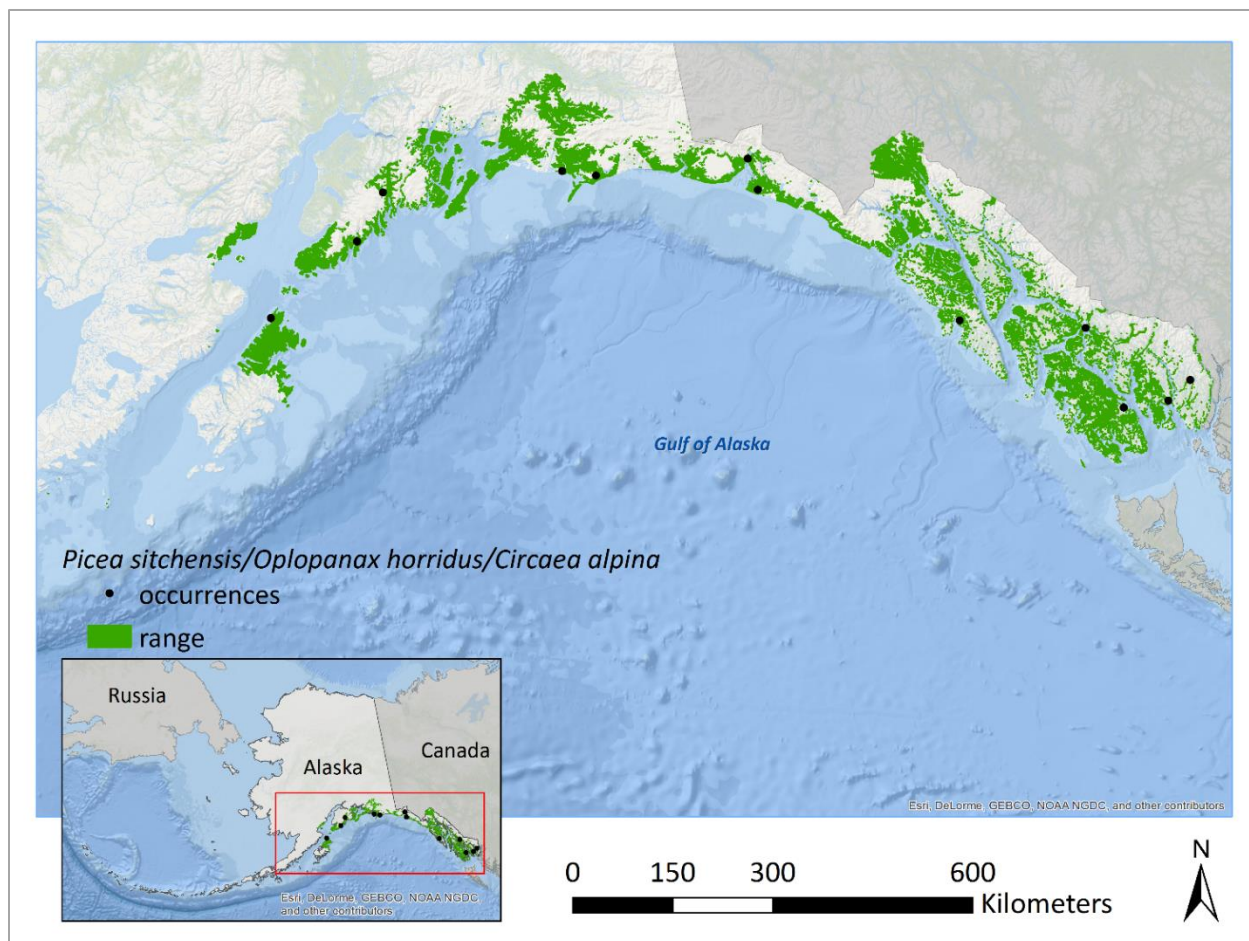 Gulf of Alaska
Picea sitchensis/Oplopanax horridus/Circaea alpina
occurrences
range
Russia
Alaska
Canada
Esri, DeLorme, GEBCO, NOAA NGDC,
and other contributors
Esri, DeLorme, GEBCO, NOAA NGDC, and other contributors
0 150 300 600
Kilometers
N